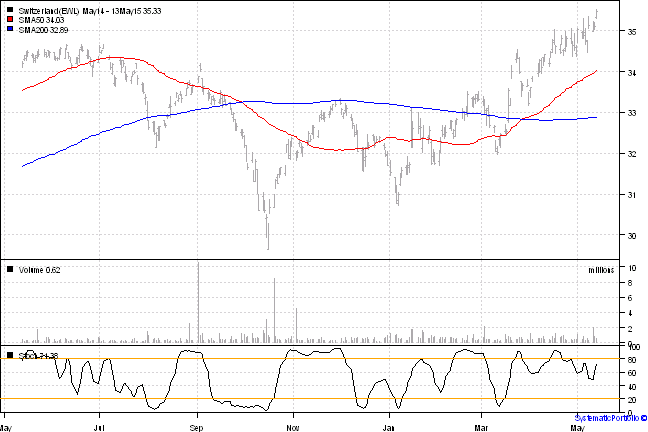 Switzerland(EWL) May14 - 13May15 35.33
SMA50 34.03
SMA200 32.89
35
34
33
32
31
30
Volume 0.62
millions
10
8
6
4
2
0
100
80
60
40
20
0
May
Jul
Sep
Nov
Jan
Mar
May
SystematicPortfolio ©